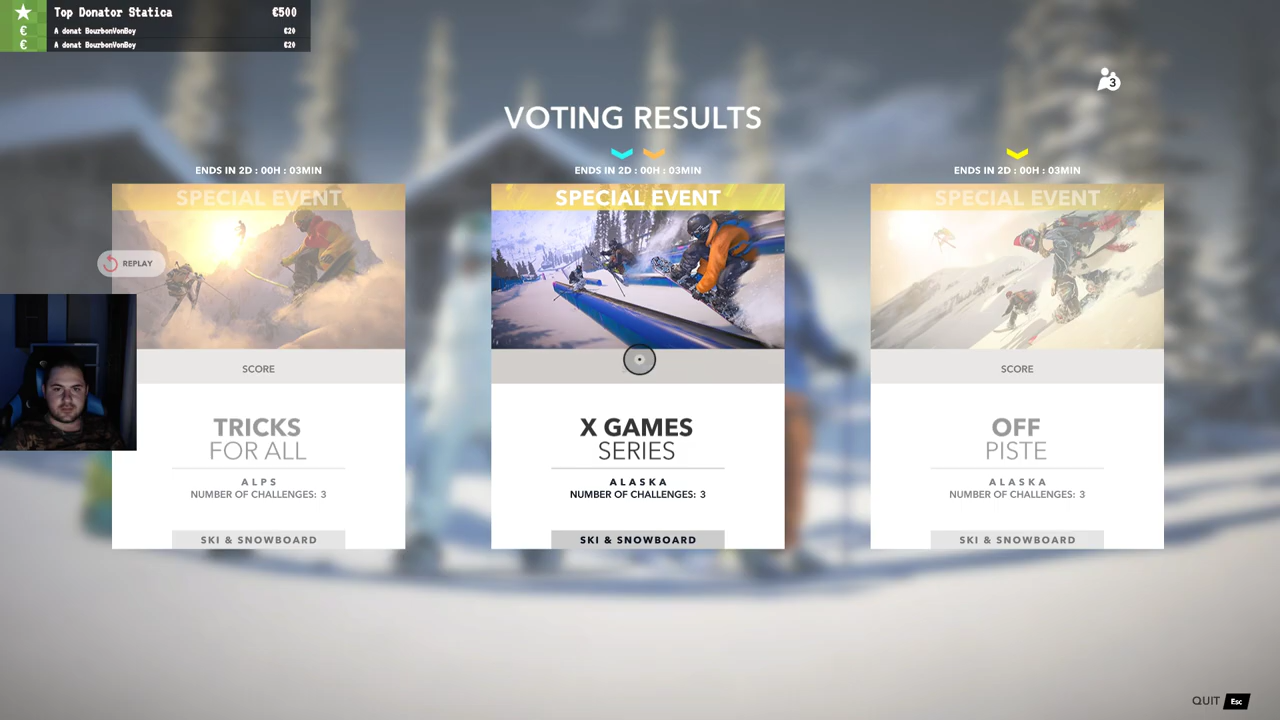 Top Donator Statica €500
A donat BourbonVonBoy €20
A donat BourbonVonBoy €20
3
VOTING RESULTS
ENDS IN 2D : 00H : 03MIN
SPECIAL EVENT
REPLAY
SCORE
TRICKS
FOR ALL
ALPS
NUMBER OF CHALLENGES: 3
SKI & SNOWBOARD
ENDS IN 2D : 00H : 03MIN
SPECIAL EVENT
X GAMES
SERIES
ALASKA
NUMBER OF CHALLENGES: 3
SKI & SNOWBOARD
ENDS IN 2D : 00H : 03MIN
SPECIAL EVENT
SCORE
OFF
PISTE
ALASKA
NUMBER OF CHALLENGES: 3
SKI & SNOWBOARD
QUIT Esc